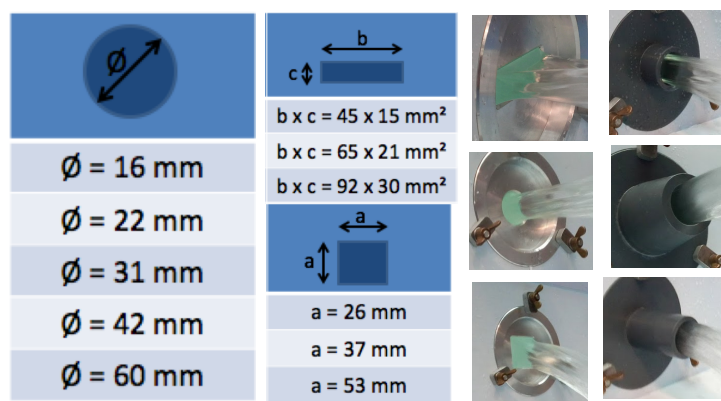 Ø
Ø = 16 mm
Ø = 22 mm
Ø = 31 mm
Ø = 42 mm
Ø = 60 mm
b
c
b x c = 45 x 15 mm²
b x c = 65 x 21 mm²
b x c = 92 x 30 mm²
a
a
a = 26 mm
a = 37 mm
a = 53 mm